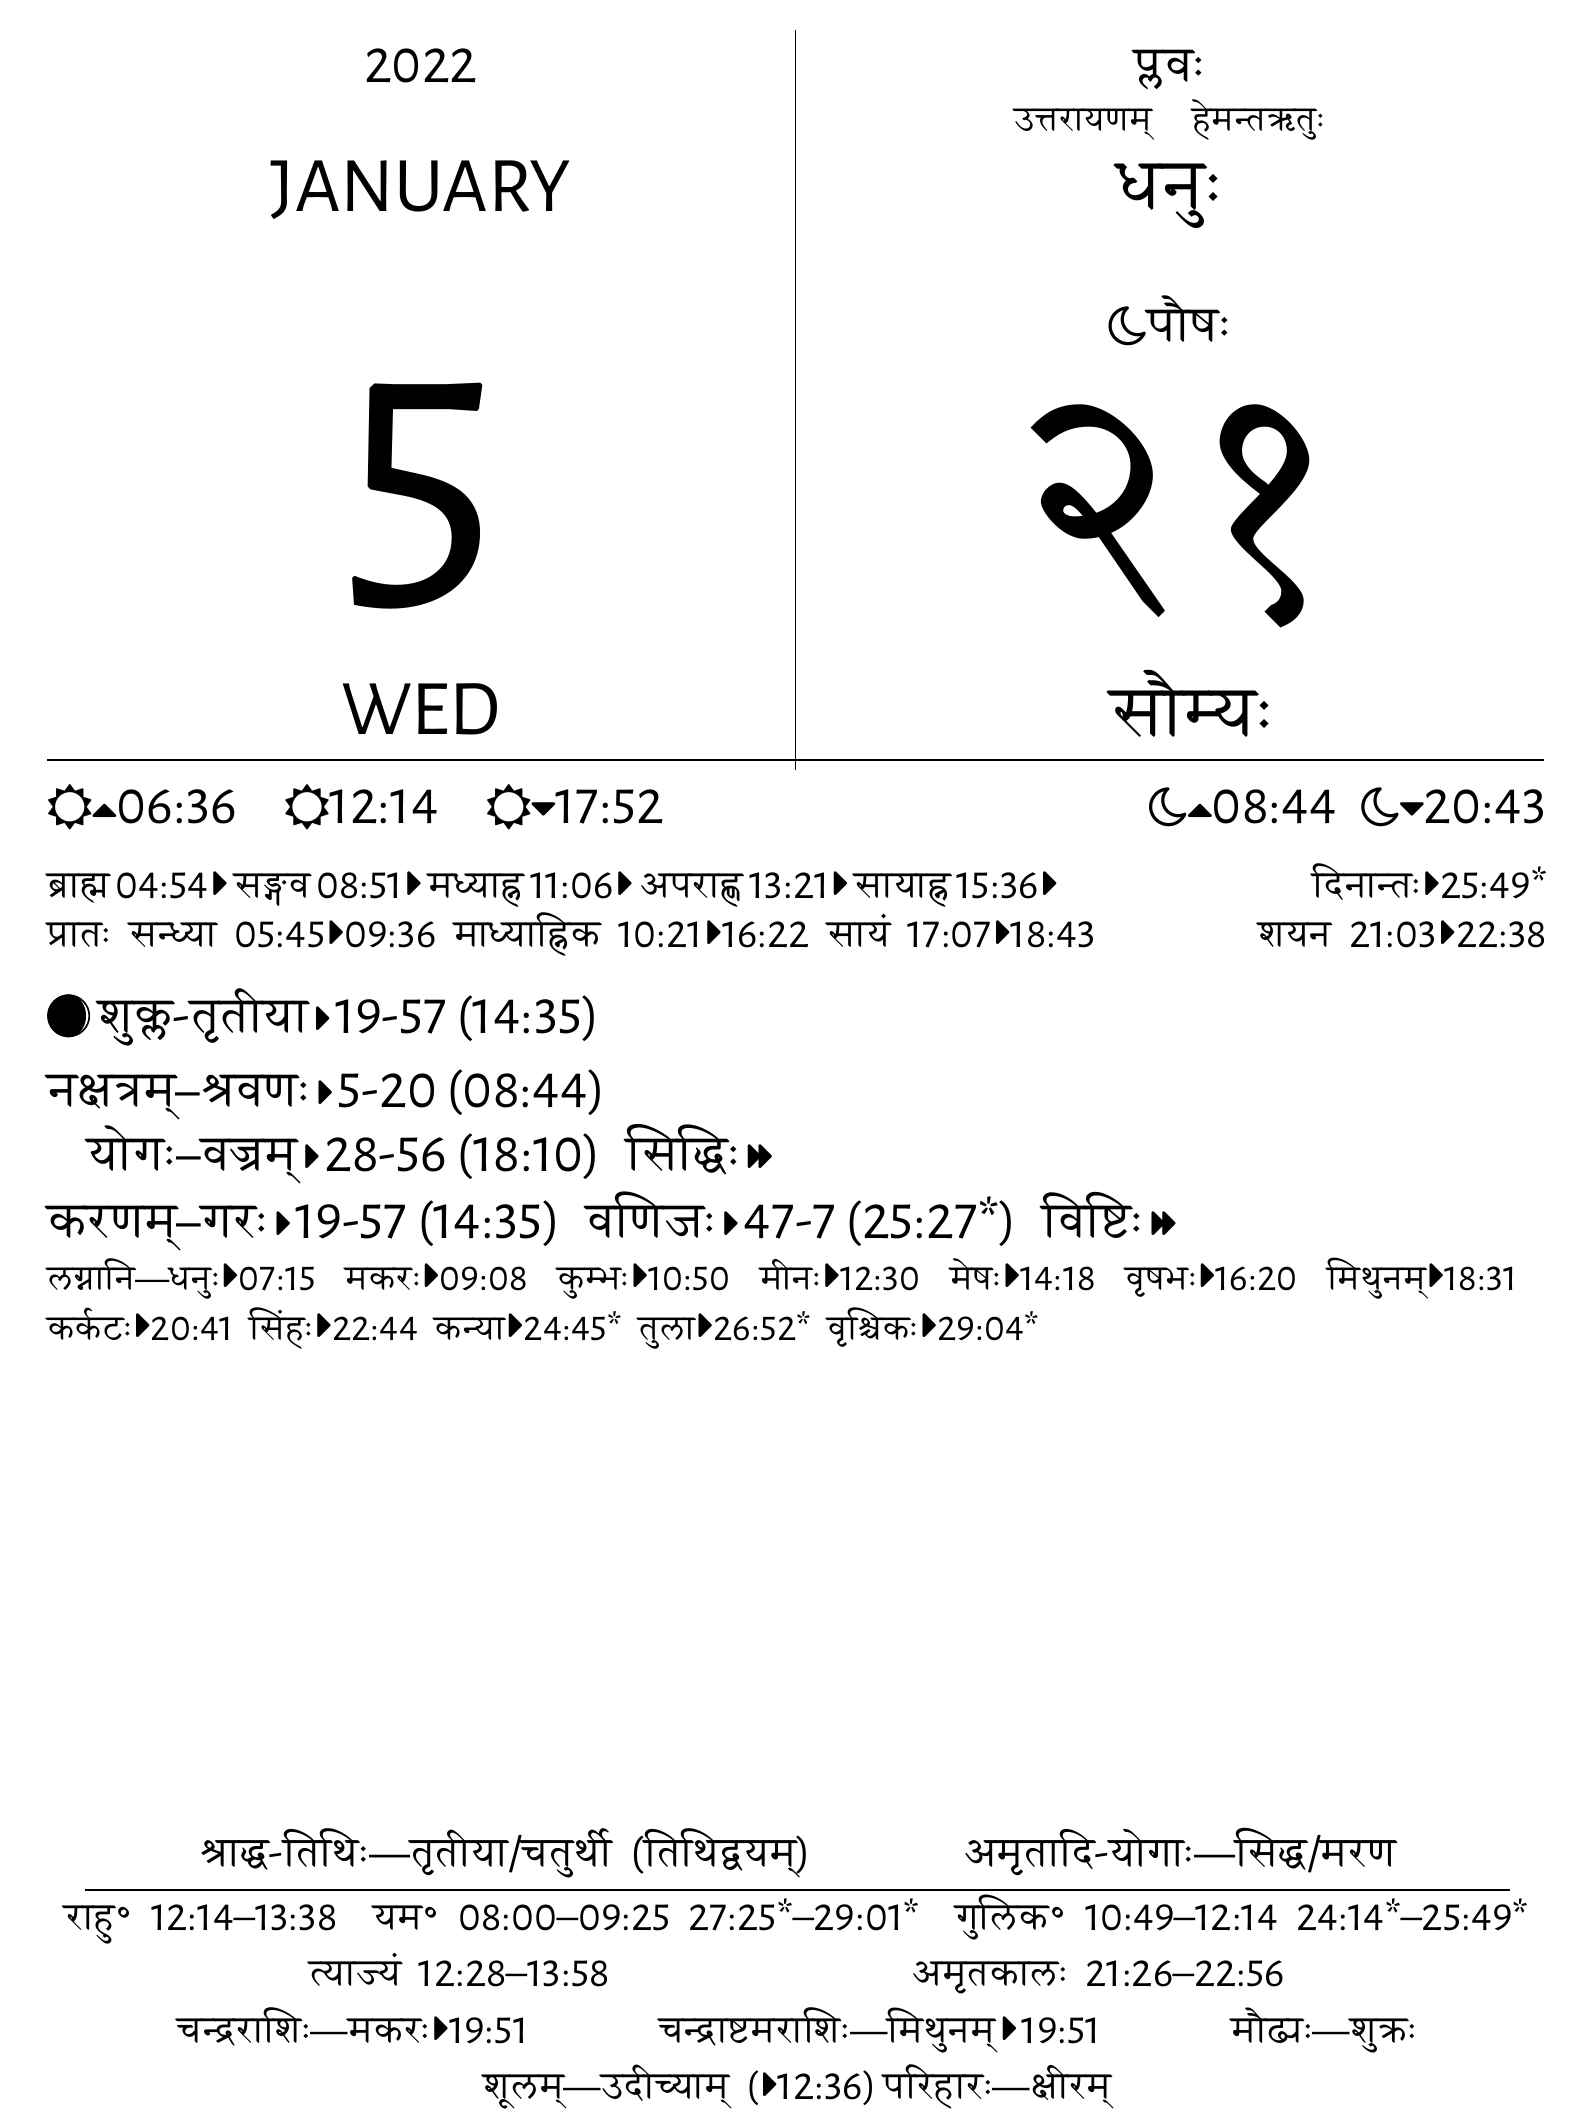 2022
JANUARY
5
WED
प्लवः
उत्तरायणम् हेमन्तऋतुः
धनुः
पौषः
२१
सौम्यः
06:36 12:14 17:52 08:44 20:43
ब्राह्म 04:54 सङ्गव 08:51 मध्याह्न 11:06 अपराह्ण 13:21 सायाह्न 15:36 दिनान्तः 25:49*
प्रातः सन्ध्या 05:45 09:36 माध्याह्निक 10:21 16:22 सायं 17:07 18:43 शयन 21:03 22:38
शुक्ल-तृतीया 19-57 (14:35)
नक्षत्रम्–श्रवणः 5-20 (08:44)
योगः–वज्रम् 28-56 (18:10) सिद्धिः
करणम्–गरः 19-57 (14:35) वणिजः 47-7 (25:27*) विष्टिः
लग्नानि—धनुः 07:15 मकरः 09:08 कुम्भः 10:50 मीनः 12:30 मेषः 14:18 वृषभः 16:20 मिथुनम् 18:31
कर्कटः 20:41 सिंहः 22:44 कन्या 24:45* तुला 26:52* वृश्चिकः 29:04*
श्राद्ध-तिथिः—तृतीया/चतुर्थी (तिथिद्वयम्) अमृतादि-योगाः—सिद्ध/मरण
राहु॰ 12:14–13:38 यम॰ 08:00–09:25 27:25*–29:01* गुलिक॰ 10:49–12:14 24:14*–25:49*
त्याज्यं 12:28–13:58 अमृतकालः 21:26–22:56
चन्द्रराशिः—मकरः 19:51 चन्द्राष्टमराशिः—मिथुनम् 19:51 मौढ्यः—शुक्रः
शूलम्—उदीच्याम् (12:36) परिहारः—क्षीरम्